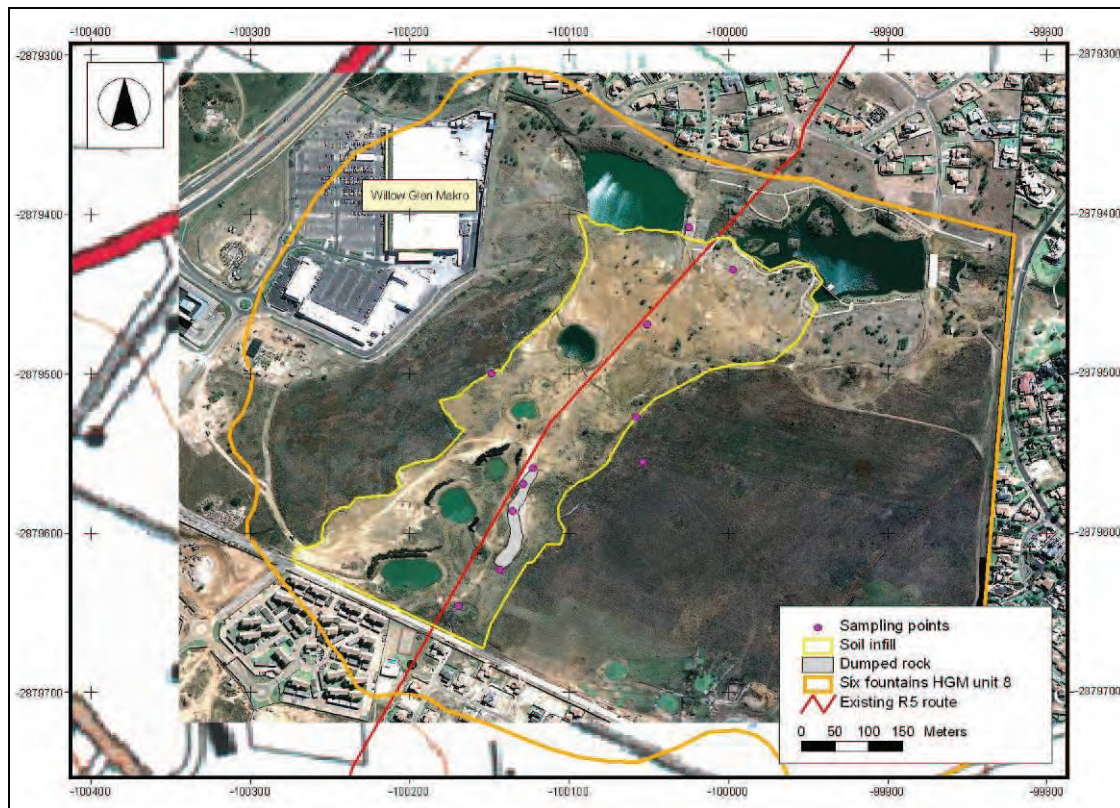 -100400 -100300 -100200 -100100 -100000 -99900 -99800
-2879300 -2879300
Willow Glen Makro
-2879400 -2879400
-2879500 -2879500
-2879600 -2879600
Sampling points
Soil infill
Dumped rock
Six fountains HGM unit 8
Existing R5 route
0 50 100 150 Meters
-2879700 -2879700
-100400 -100300 -100200 -100100 -100000 -99900 -99800